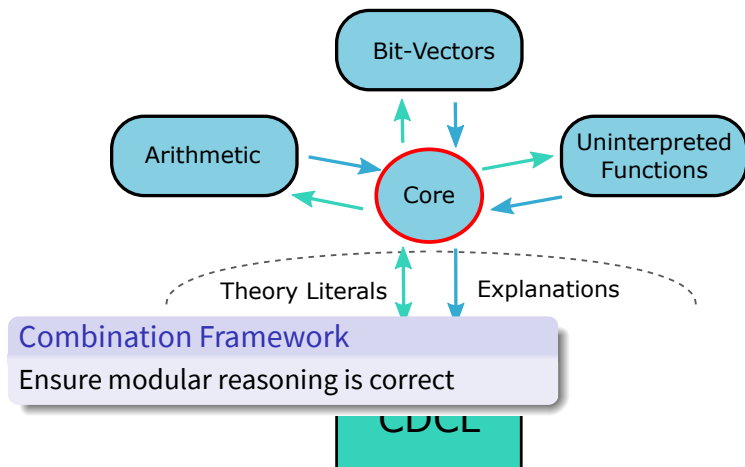 Bit-Vectors
Arithmetic
Uninterpreted
Functions
Core
Theory Literals
Explanations
Combination Framework
Ensure modular reasoning is correct
CDCL